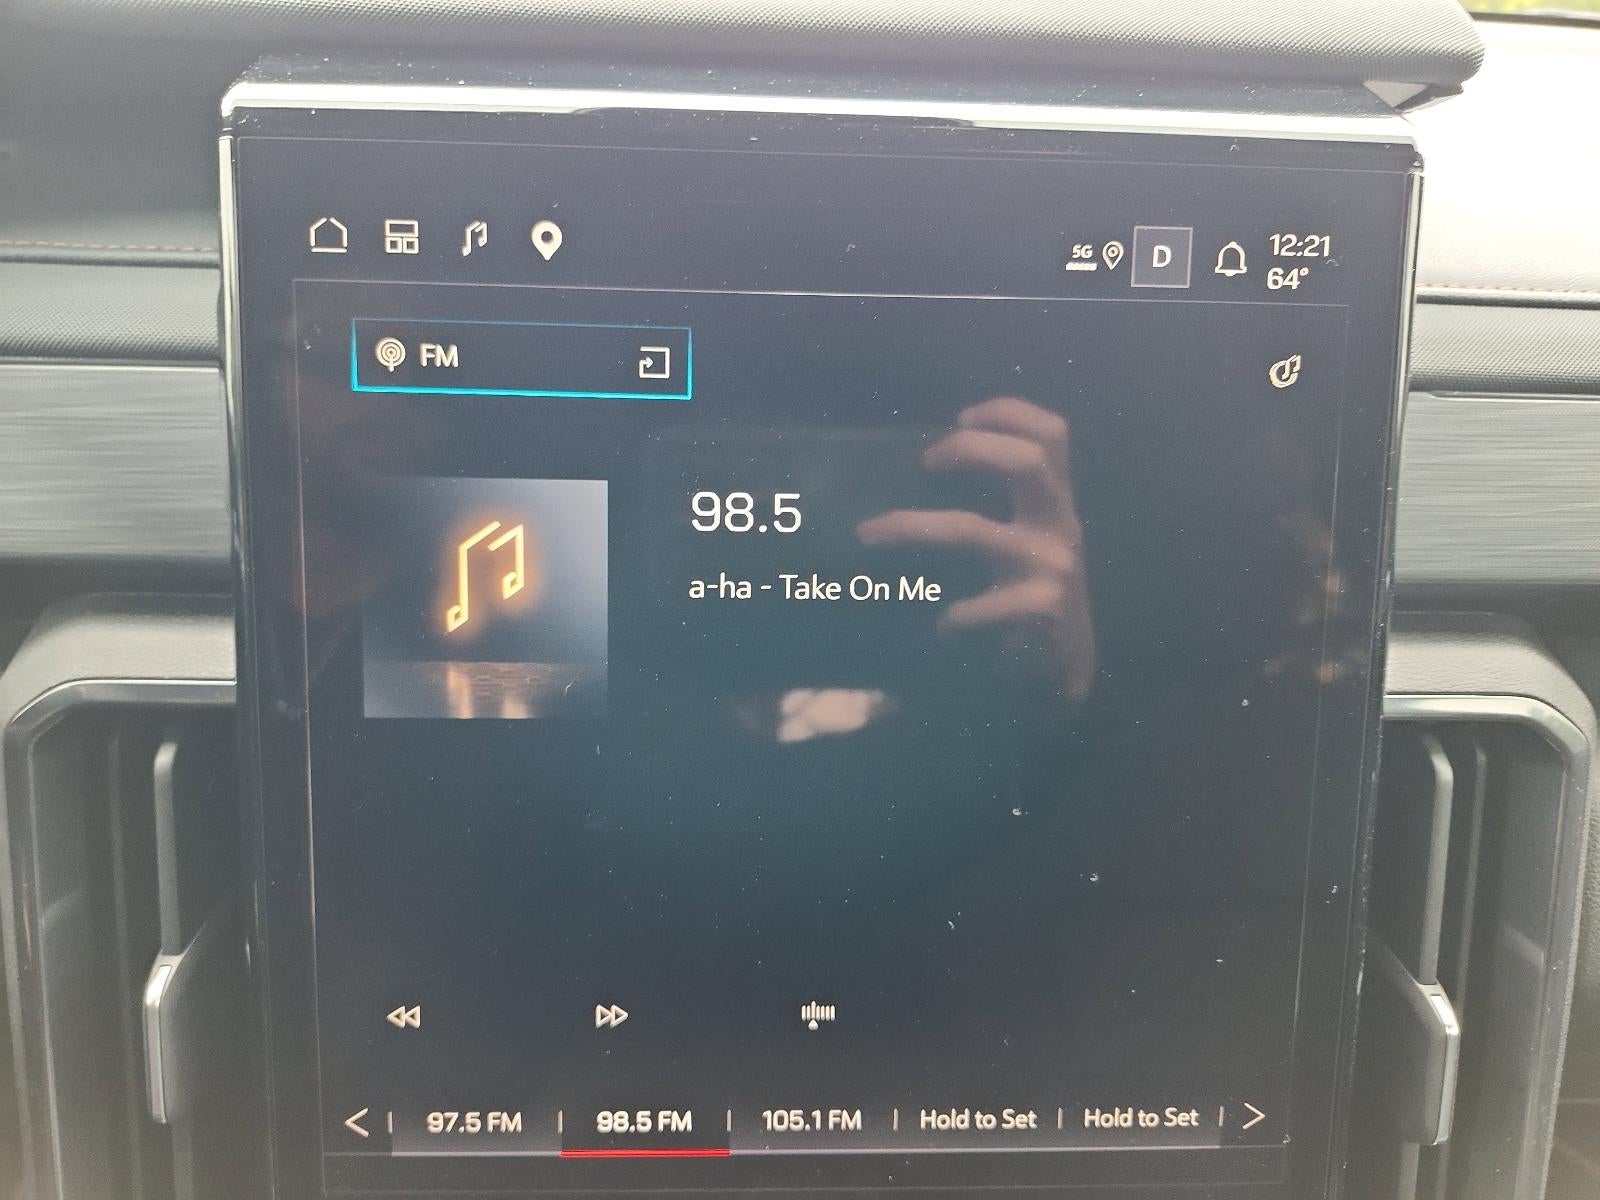 5G
D
12:21
64°
FM
98.5
a-ha - Take On Me
97.5 FM
98.5 FM
105.1 FM
Hold to Set
Hold to Set